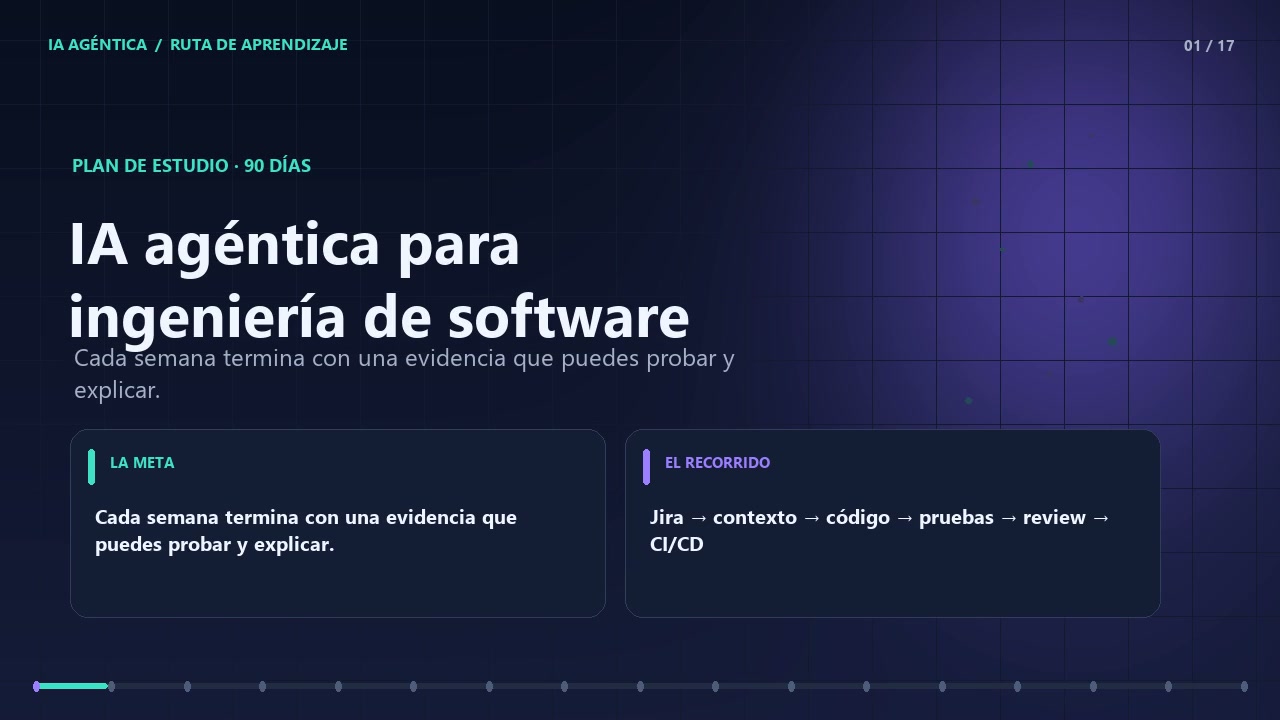 IA AGÉNTICA / RUTA DE APRENDIZAJE
01 / 17
PLAN DE ESTUDIO · 90 DÍAS
IA agéntica para
ingeniería de software
Cada semana termina con una evidencia que puedes probar y
explicar.
LA META
Cada semana termina con una evidencia que
puedes probar y explicar.
EL RECORRIDO
Jira → contexto → código → pruebas → review →
CI/CD